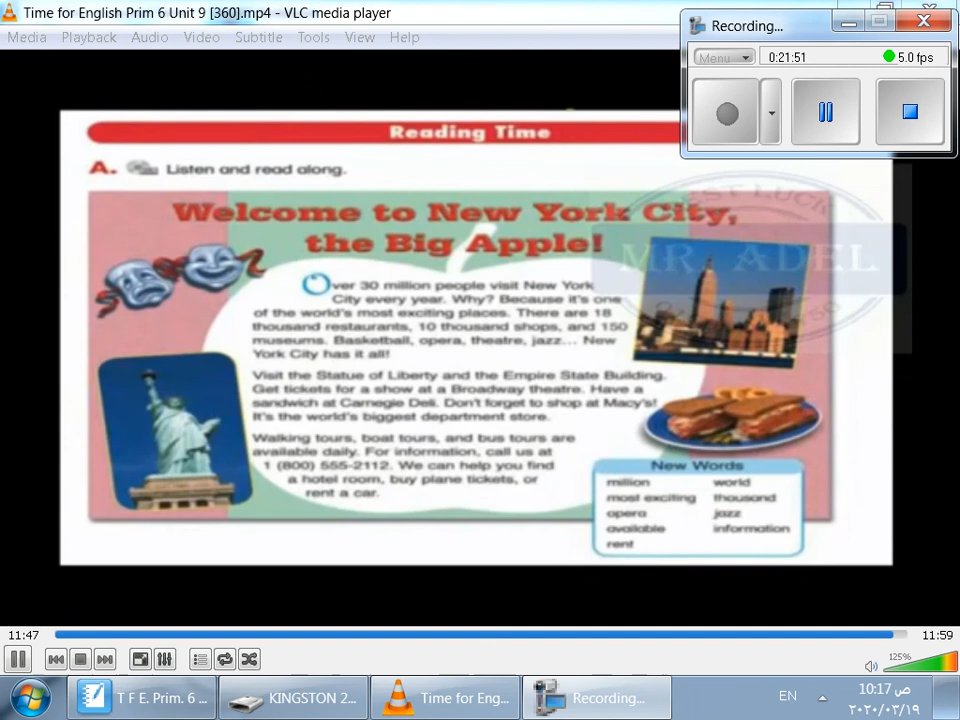 Time for English Prim 6 Unit 9 [360].mp4 - VLC media player
Media Playback Audio Video Subtitle Tools View Help
Recording...
Menu 0:21:51 5.0 fps
Reading Time
A. Listen and read along.
Welcome to New York City,
the Big Apple!
Over 30 million people visit New York
City every year. Why? Because it's one
of the world's most exciting places. There are 18
thousand restaurants, 10 thousand shops, and 150
museums. Basketball, opera, theatre, jazz... New
York City has it all!
Visit the Statue of Liberty and the Empire State Building.
Get tickets for a show at a Broadway theatre. Have a
sandwich at Carnegie Deli. Don't forget to shop at Macy's!
It's the world's biggest department store.
Walking tours, boat tours, and bus tours are
available daily. For information, call us at
1 (800) 555-2112. We can help you find
a hotel room, buy plane tickets, or
rent a car.
New Words
million world
most exciting thousand
opera jazz
available information
rent
BEST LUCK
MR. ADEL
11:47 11:59
125%
T F E. Prim. 6 ... KINGSTON 2... Time for Eng... Recording... EN
10:17 ص
٢٠٢٠/٠٣/١٩